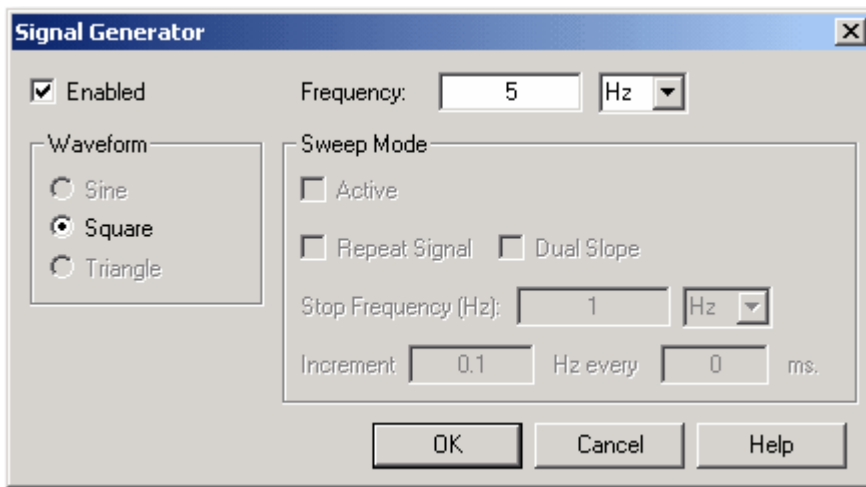 Signal Generator
Enabled
Frequency: 5 Hz
Waveform
Sine
Square
Triangle
Sweep Mode
Active
Repeat Signal Dual Slope
Stop Frequency (Hz): 1 Hz
Increment 0.1 Hz every 0 ms.
OK Cancel Help